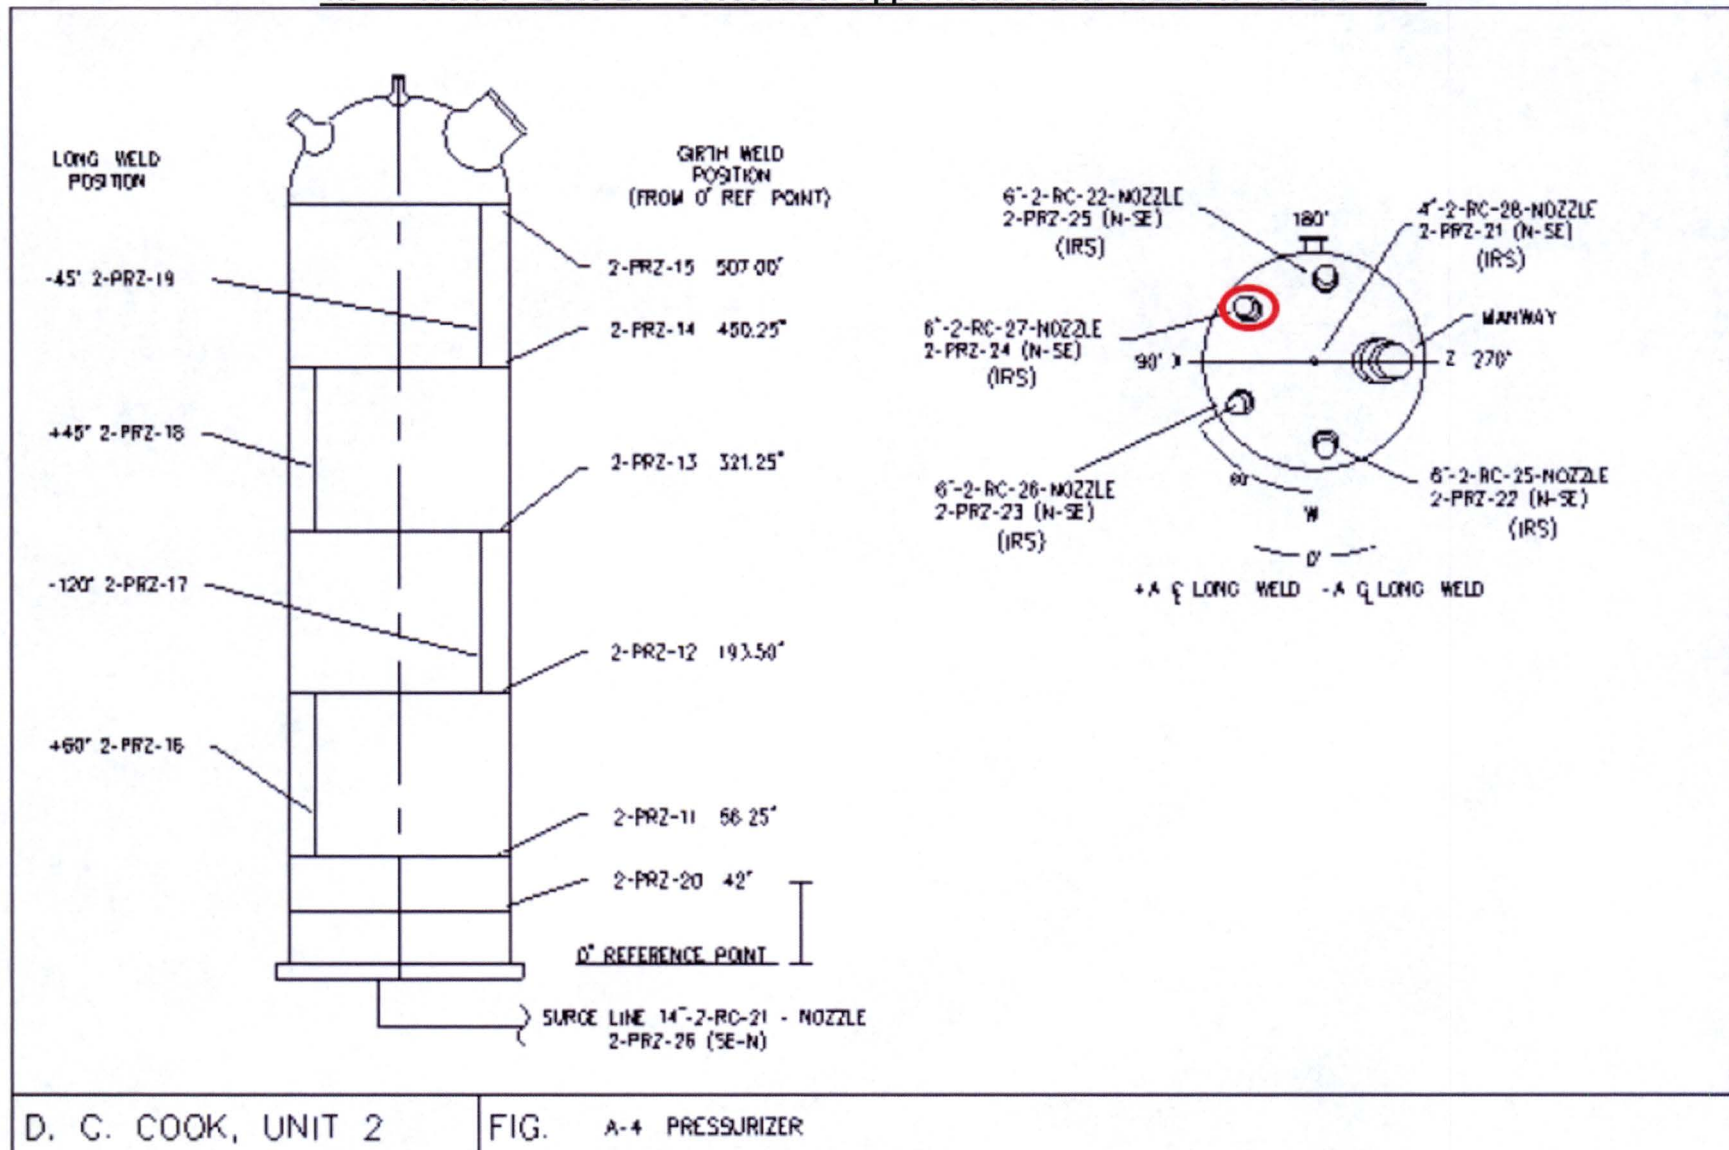 LONG WELD
POSITION
GIRTH WELD
POSITION
(FROM 0" REF POINT)
-45° 2-PRZ-19
+45° 2-PRZ-18
-120° 2-PRZ-17
+60° 2-PRZ-16
2-PRZ-15 507.00"
2-PRZ-14 450.25"
2-PRZ-13 321.25"
2-PRZ-12 193.50"
2-PRZ-11 66.25"
2-PRZ-20 42"
0" REFERENCE POINT
SURGE LINE 14"-2-RC-21 - NOZZLE
2-PRZ-26 (SE-N)
6"-2-RC-22-NOZZLE
2-PRZ-25 (N-SE)
(IRS)
180°
4"-2-RC-28-NOZZLE
2-PRZ-21 (N-SE)
(IRS)
6"-2-RC-27-NOZZLE
2-PRZ-24 (N-SE)
(IRS)
MANWAY
90°
Z 270°
6"-2-RC-26-NOZZLE
2-PRZ-23 (N-SE)
(IRS)
60°
W
0°
6"-2-RC-25-NOZZLE
2-PRZ-22 (N-SE)
(IRS)
+A ℄ LONG WELD -A ℄ LONG WELD
D. C. COOK, UNIT 2
FIG. A-4 PRESSURIZER